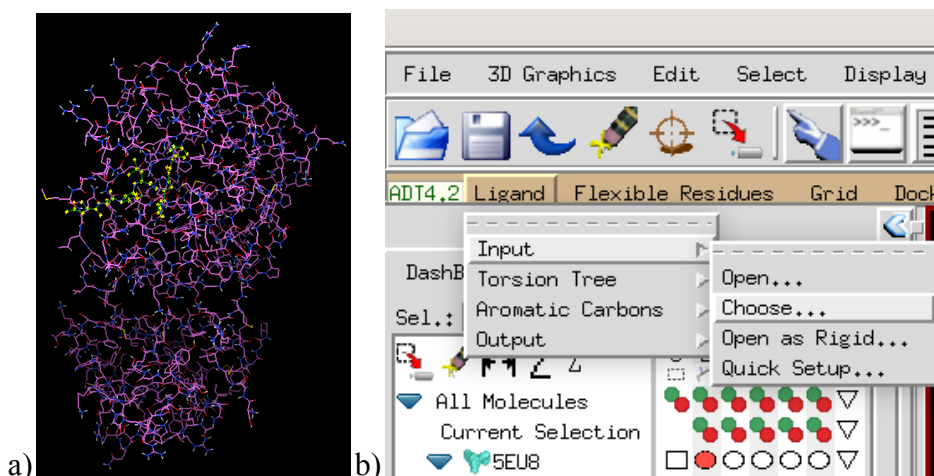 a)
b)
File 3D Graphics Edit Select Display
>>>_
ADT4.2 Ligand Flexible Residues Grid Dock
Input
Torsion Tree
Aromatic Carbons
Output
Open...
Choose...
Open as Rigid...
Quick Setup...
DashB
Sel.:
All Molecules
Current Selection
5EU8